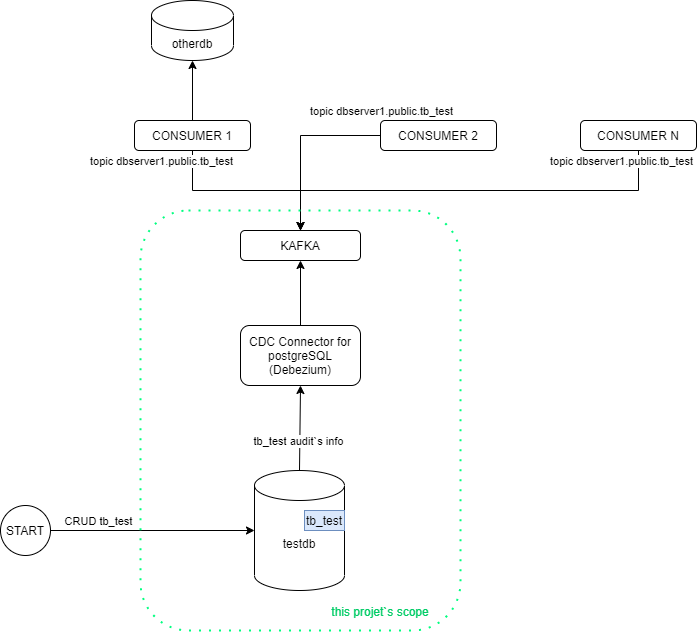 otherdb
topic dbserver1.public.tb_test
CONSUMER 1
CONSUMER 2
CONSUMER N
topic dbserver1.public.tb_test
topic dbserver1.public.tb_test
KAFKA
CDC Connector for
postgreSQL
(Debezium)
tb_test audit`s info
START
CRUD tb_test
tb_test
testdb
this projet`s scope